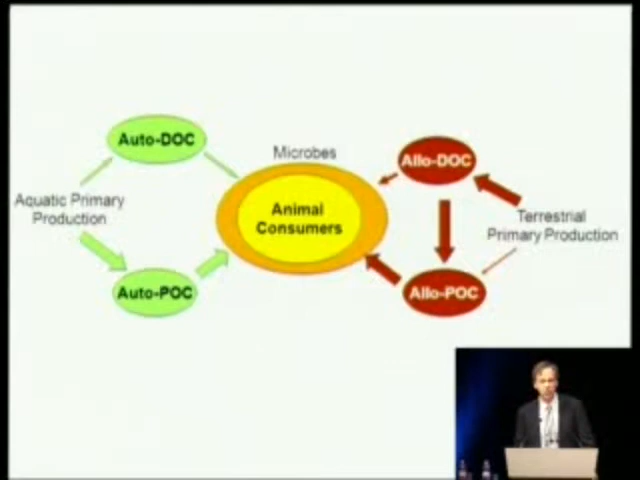 Auto-DOC
Microbes
Allo-DOC
Aquatic Primary
Production
Animal
Consumers
Terrestrial
Primary Production
Auto-POC
Allo-POC